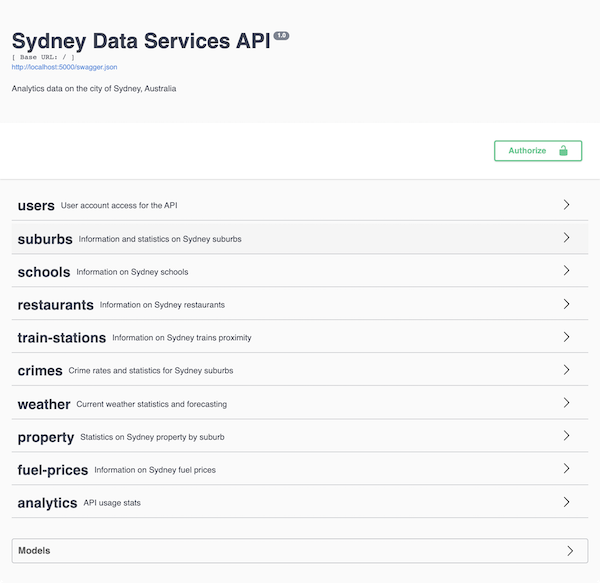 Sydney Data Services API 1.0
[ Base URL: / ]
http://localhost:5000/swagger.json
Analytics data on the city of Sydney, Australia
Authorize
users User account access for the API
suburbs Information and statistics on Sydney suburbs
schools Information on Sydney schools
restaurants Information on Sydney restaurants
train-stations Information on Sydney trains proximity
crimes Crime rates and statistics for Sydney suburbs
weather Current weather statistics and forecasting
property Statistics on Sydney property by suburb
fuel-prices Information on Sydney fuel prices
analytics API usage stats
Models